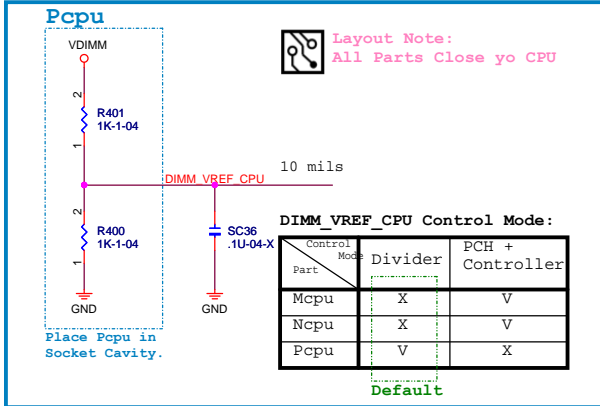 Pcpu
VDIMM
Layout Note:
All Parts Close yo CPU
2
R401
1K-1-04
1
DIMM_VREF_CPU
10 mils
2
R400
1K-1-04
1
SC36
.1U-04-X
GND
GND
Place Pcpu in
Socket Cavity.
DIMM_VREF_CPU Control Mode:
Control
Mode
Part
Divider
PCH +
Controller
Mcpu X V
Ncpu X V
Pcpu V X
Default